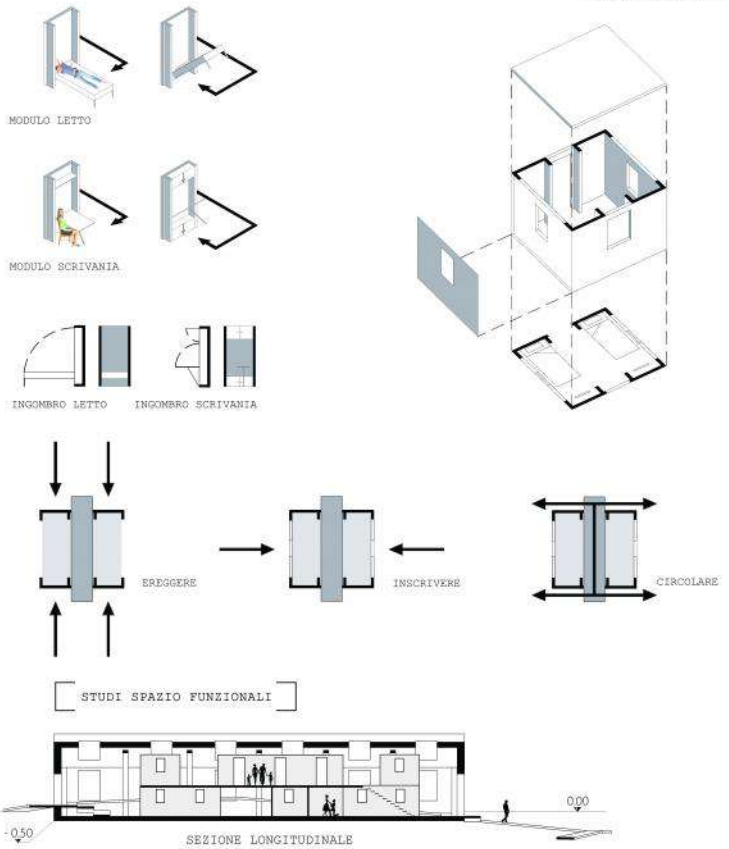 MODULO LETTO
MODULO SCRIVANIA
INGOMBRO LETTO
INGOMBRO SCRIVANIA
EREGGERE
INSCRIVERE
CIRCOLARE
STUDI SPAZIO FUNZIONALI
0.00
- 0.50
SEZIONE LONGITUDINALE